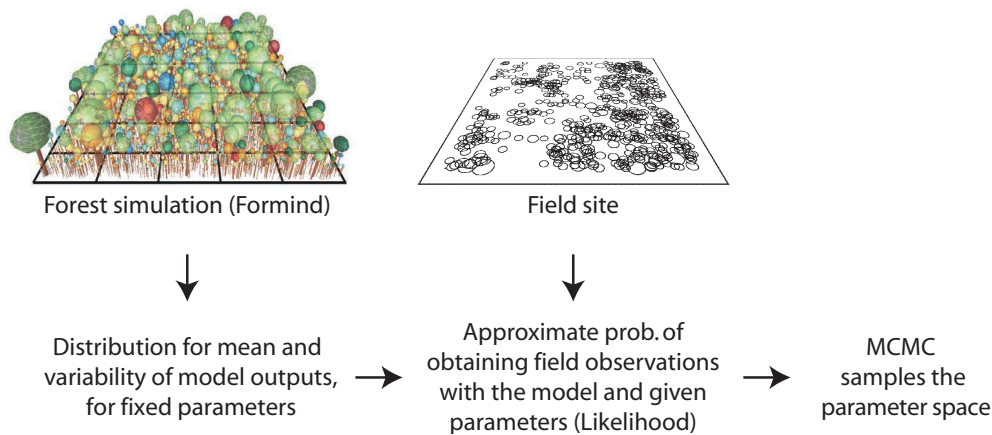 Forest simulation (Formind)
Field site
Distribution for mean and
variability of model outputs,
for fixed parameters
Approximate prob. of
obtaining field observations
with the model and given
parameters (Likelihood)
MCMC
samples the
parameter space